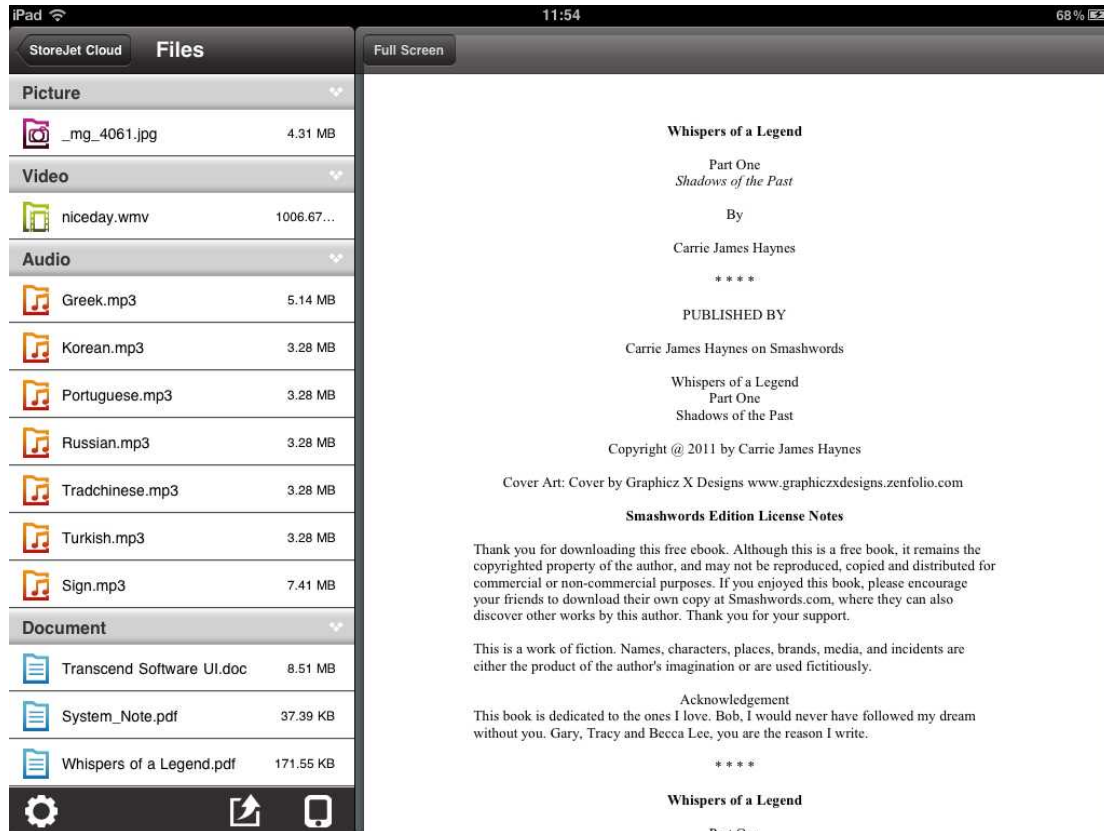 iPad 11:54 68%
StoreJet Cloud Files Full Screen
Picture
_mg_4061.jpg 4.31 MB
Video
niceday.wmv 1006.67...
Audio
Greek.mp3 5.14 MB
Korean.mp3 3.28 MB
Portuguese.mp3 3.28 MB
Russian.mp3 3.28 MB
Tradchinese.mp3 3.28 MB
Turkish.mp3 3.28 MB
Sign.mp3 7.41 MB
Document
Transcend Software UI.doc 8.51 MB
System_Note.pdf 37.39 KB
Whispers of a Legend.pdf 171.55 KB
Whispers of a Legend
Part One
Shadows of the Past
By
Carrie James Haynes
* * * *
PUBLISHED BY
Carrie James Haynes on Smashwords
Whispers of a Legend
Part One
Shadows of the Past
Copyright @ 2011 by Carrie James Haynes
Cover Art: Cover by Graphicz X Designs www.graphiczxdesigns.zenfolio.com
Smashwords Edition License Notes
Thank you for downloading this free ebook. Although this is a free book, it remains the
copyrighted property of the author, and may not be reproduced, copied and distributed for
commercial or non-commercial purposes. If you enjoyed this book, please encourage
your friends to download their own copy at Smashwords.com, where they can also
discover other works by this author. Thank you for your support.
This is a work of fiction. Names, characters, places, brands, media, and incidents are
either the product of the author's imagination or are used fictitiously.
Acknowledgement
This book is dedicated to the ones I love. Bob, I would never have followed my dream
without you. Gary, Tracy and Becca Lee, you are the reason I write.
* * * *
Whispers of a Legend